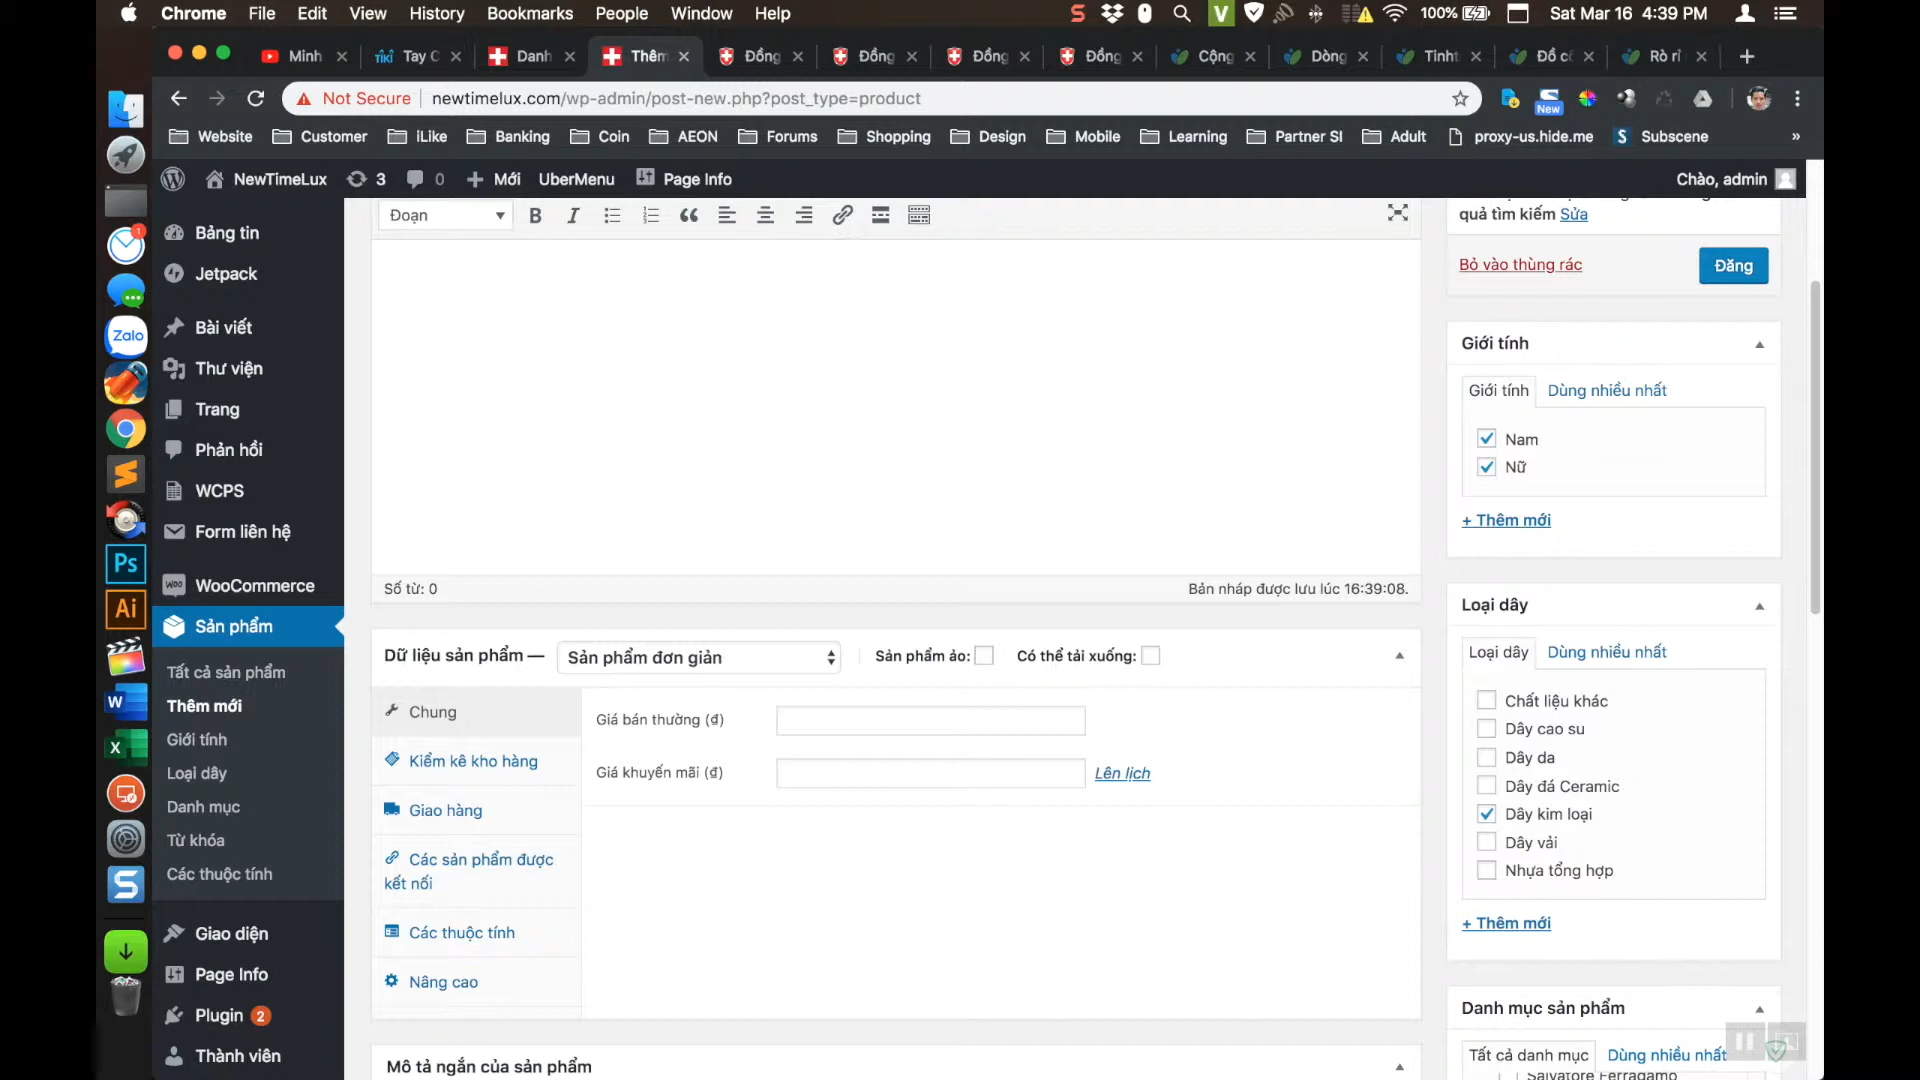 Chrome File Edit View History Bookmarks People Window Help 100% Sat Mar 16 4:39 PM
Minh Tay C Danh Thêm Đồng Đồng Đồng Đồng Cộng Dòng Tinht Đồ cổ Rò rỉ
Not Secure newtimelux.com/wp-admin/post-new.php?post_type=product New
Website Customer iLike Banking Coin AEON Forums Shopping Design Mobile Learning Partner SI Adult proxy-us.hide.me Subscene »
NewTimeLux 3 0 Mới UberMenu Page Info Chào, admin
Đoạn
quả tìm kiếm Sửa
Bỏ vào thùng rác Đăng
Bảng tin
Jetpack
Bài viết
Thư viện
Trang
Phản hồi
WCPS
Form liên hệ
WooCommerce
Sản phẩm
Tất cả sản phẩm
Thêm mới
Giới tính
Loại dây
Danh mục
Từ khóa
Các thuộc tính
Giao diện
Page Info
Plugin 2
Thành viên
Zalo
Ps
Ai
Số từ: 0 Bản nháp được lưu lúc 16:39:08.
Dữ liệu sản phẩm — Sản phẩm đơn giản Sản phẩm ảo: Có thể tải xuống:
Chung
Kiểm kê kho hàng
Giao hàng
Các sản phẩm được
kết nối
Các thuộc tính
Nâng cao
Giá bán thường (₫)
Giá khuyến mãi (₫) Lên lịch
Mô tả ngắn của sản phẩm
Giới tính
Giới tính Dùng nhiều nhất
Nam
Nữ
+ Thêm mới
Loại dây
Loại dây Dùng nhiều nhất
Chất liệu khác
Dây cao su
Dây da
Dây đá Ceramic
Dây kim loại
Dây vải
Nhựa tổng hợp
+ Thêm mới
Danh mục sản phẩm
Tất cả danh mục Dùng nhiều nhất
Salvatore Ferragamo